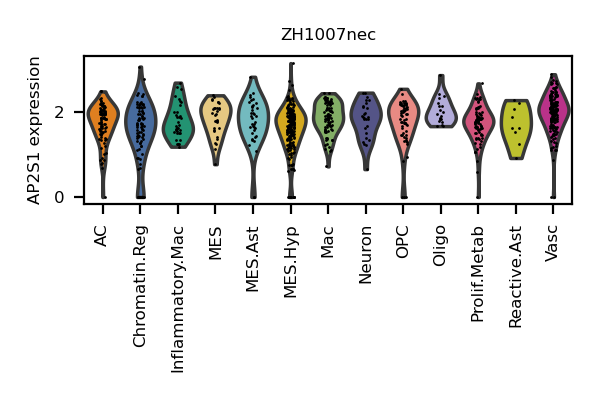 ZH1007nec
AP2S1 expression
2
0
AC
Chromatin.Reg
Inflammatory.Mac
MES
MES.Ast
MES.Hyp
Mac
Neuron
OPC
Oligo
Prolif.Metab
Reactive.Ast
Vasc